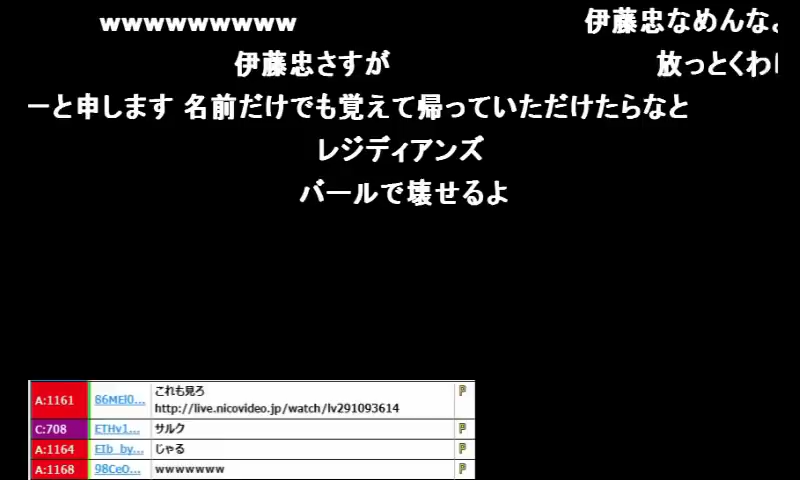 wwwwwwwww
伊藤忠なめんなよ
伊藤忠さすが
放っとくわ
ーと申します 名前だけでも覚えて帰っていただけたらなと
レジディアンズ
バールで壊せるよ
A:1161 86MEl0... これも見ろ P
http://live.nicovideo.jp/watch/lv291093614
C:708 ETHv1... サルク P
A:1164 EIb_by... じゃる P
A:1168 98CeO... wwwwwww P